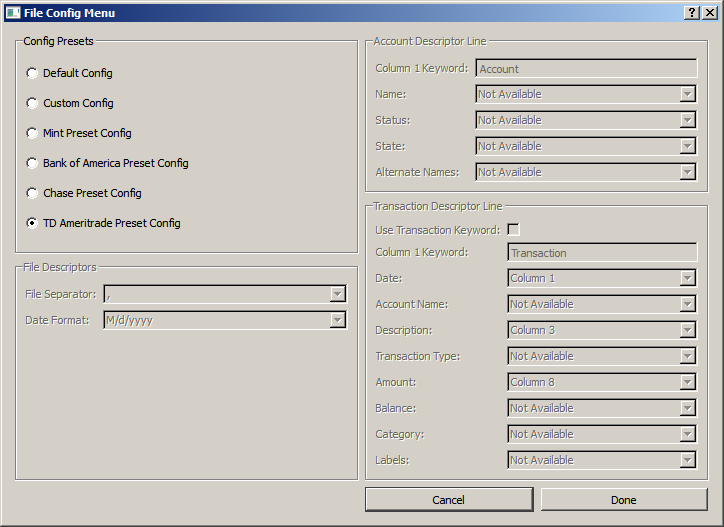 File Config Menu
Config Presets
Default Config
Custom Config
Mint Preset Config
Bank of America Preset Config
Chase Preset Config
TD Ameritrade Preset Config
File Descriptors
File Separator: ,
Date Format: M/d/yyyy
Account Descriptor Line
Column 1 Keyword: Account
Name: Not Available
Status: Not Available
State: Not Available
Alternate Names: Not Available
Transaction Descriptor Line
Use Transaction Keyword:
Column 1 Keyword: Transaction
Date: Column 1
Account Name: Not Available
Description: Column 3
Transaction Type: Not Available
Amount: Column 8
Balance: Not Available
Category: Not Available
Labels: Not Available
Cancel
Done